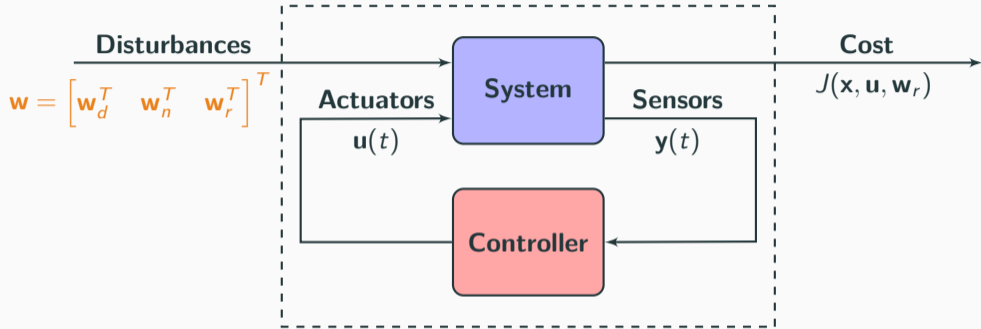 Disturbances
w = [w_d^T w_n^T w_r^T]^T
Actuators
u(t)
System
Sensors
y(t)
Cost
J(x, u, w_r)
Controller